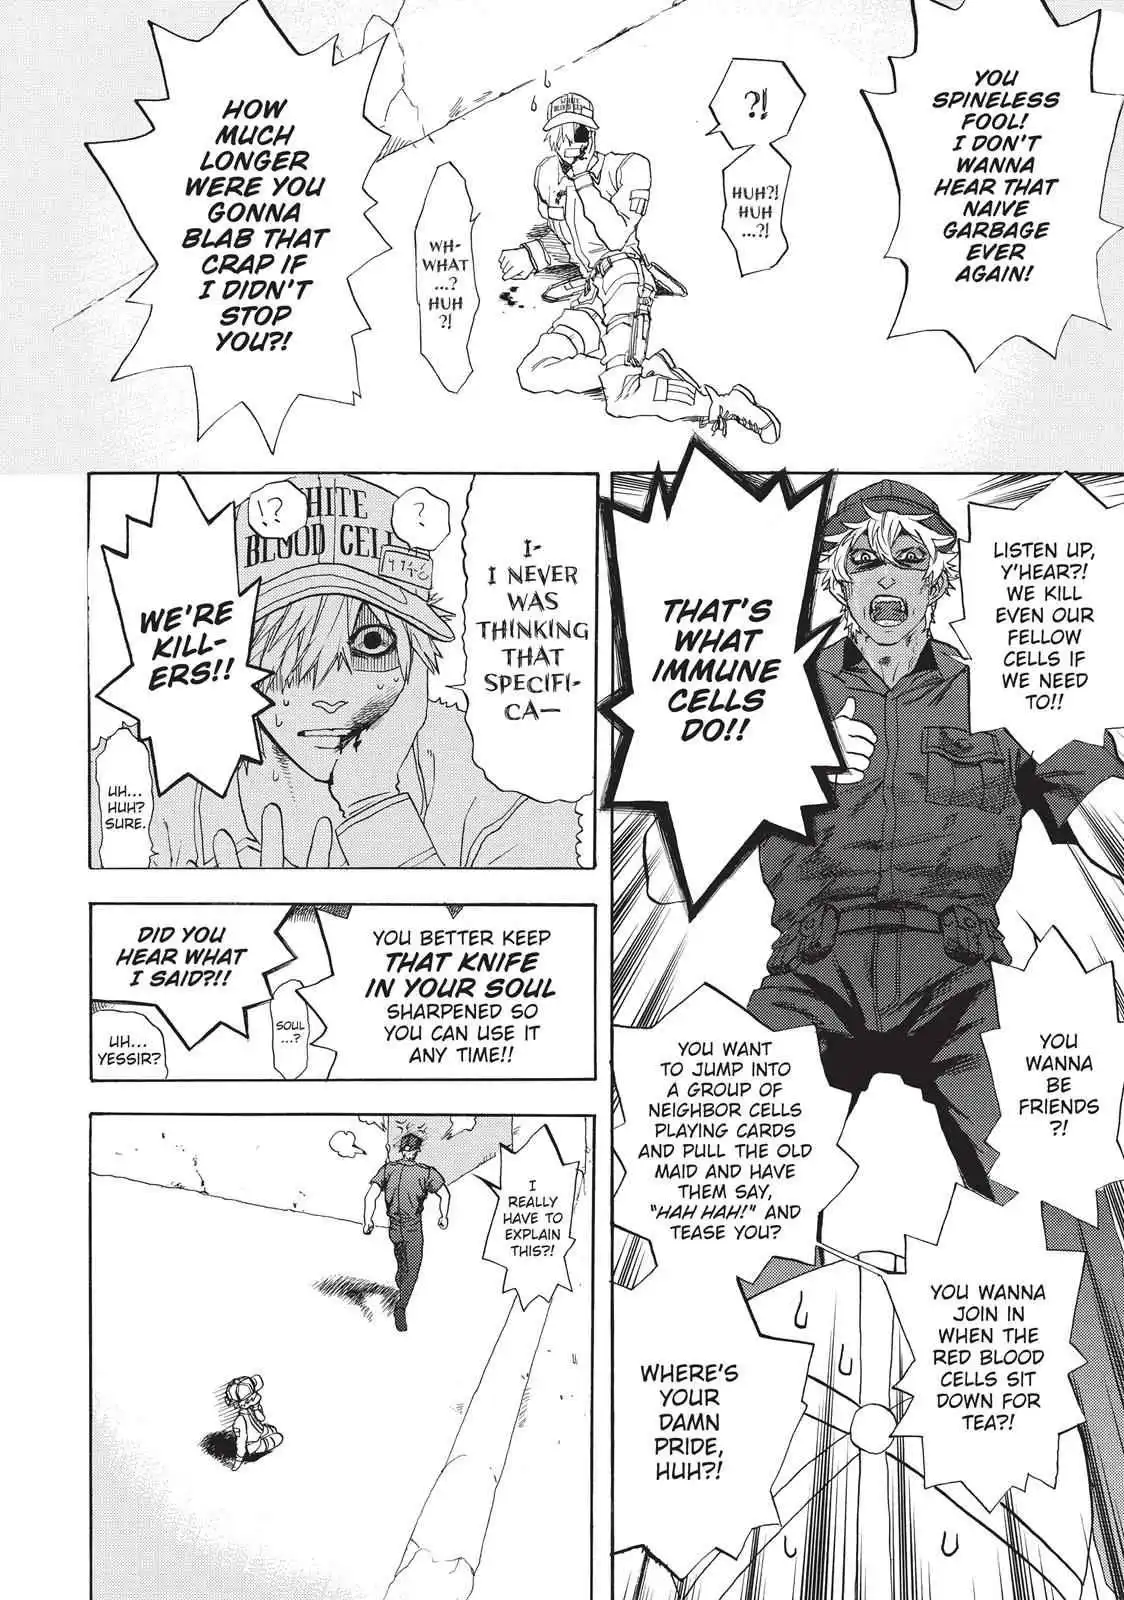 YOU
SPINELESS
FOOL!
I DON'T
WANNA
HEAR THAT
NAIVE
GARBAGE
EVER
AGAIN!
?!
HUH?!
HUH
...?!
WHITE
BLOOD CELL
WH-
WHAT
...?
HUH
?!
HOW
MUCH
LONGER
WERE YOU
GONNA
BLAB THAT
CRAP IF
I DIDN'T
STOP
YOU?!
LISTEN UP,
Y'HEAR?!
WE KILL
EVEN OUR
FELLOW
CELLS IF
WE NEED
TO!!
THAT'S
WHAT
IMMUNE
CELLS
DO!!
YOU
WANNA
BE
FRIENDS
?!
YOU WANT
TO JUMP INTO
A GROUP OF
NEIGHBOR CELLS
PLAYING CARDS
AND PULL THE OLD
MAID AND HAVE
THEM SAY,
"HAH HAH!" AND
TEASE YOU?
YOU WANNA
JOIN IN
WHEN THE
RED BLOOD
CELLS SIT
DOWN FOR
TEA?!
WHERE'S
YOUR
DAMN
PRIDE,
HUH?!
I-
I NEVER
WAS
THINKING
THAT
SPECIFI-
CA—
?
!?
WHITE
BLOOD CELL
WE'RE
KILL-
ERS!!
UH...
HUH?
SURE.
YOU BETTER KEEP
THAT KNIFE
IN YOUR SOUL
SHARPENED SO
YOU CAN USE IT
ANY TIME!!
SOUL
...?
DID YOU
HEAR WHAT
I SAID?!!
UH...
YESSIR?
I
REALLY
HAVE TO
EXPLAIN
THIS?!